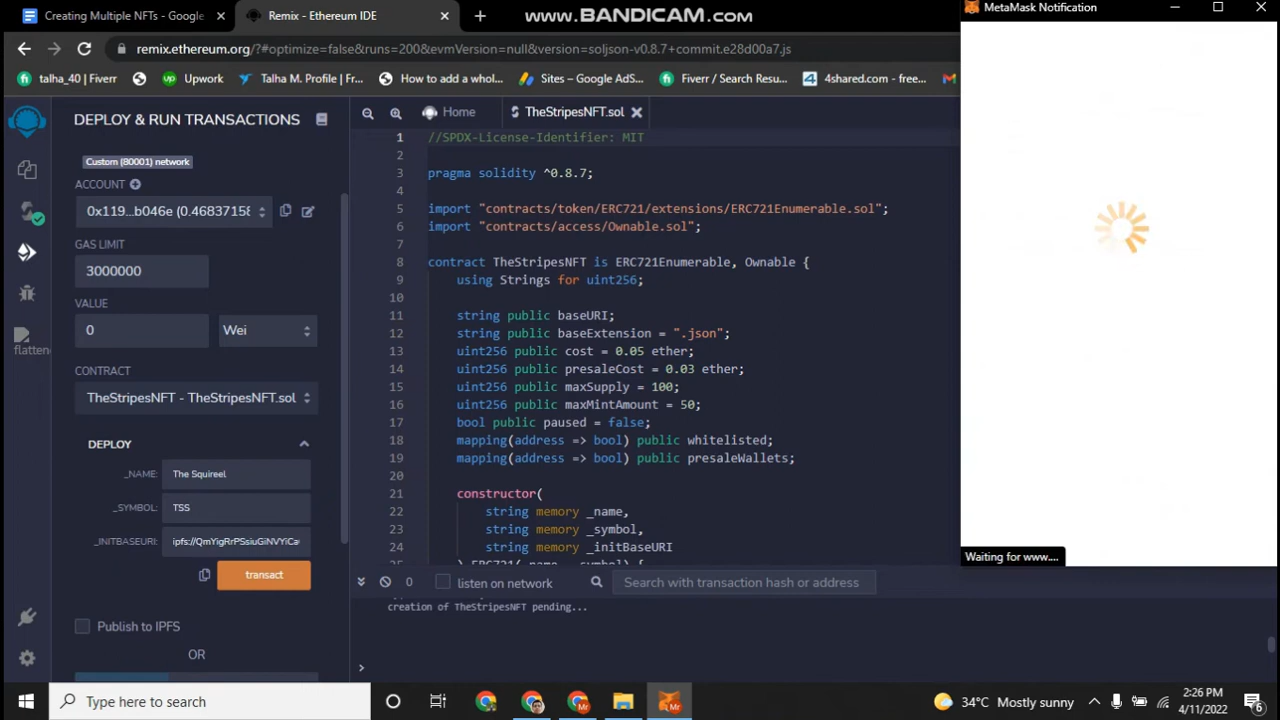 Creating Multiple NFTs - Google
Remix - Ethereum IDE
www.BANDICAM.com
MetaMask Notification
remix.ethereum.org/?#optimize=false&runs=200&evmVersion=null&version=soljson-v0.8.7+commit.e28d00a7.js
talha_40 | Fiverr
Upwork
Talha M. Profile | Fr...
How to add a whol...
Sites – Google AdS...
Fiverr / Search Resu...
4shared.com - free...
DEPLOY & RUN TRANSACTIONS
Home
TheStripesNFT.sol
Custom (80001) network
ACCOUNT
0x119...b046e (0.46837158
GAS LIMIT
3000000
VALUE
0
Wei
CONTRACT
TheStripesNFT - TheStripesNFT.sol
DEPLOY
_NAME: The Squireel
_SYMBOL: TSS
_INITBASEURI: ipfs://QmYigRrPSsiuGiNVYiCa
transact
Publish to IPFS
OR
flatten
1 //SPDX-License-Identifier: MIT
2
3 pragma solidity ^0.8.7;
4
5 import "contracts/token/ERC721/extensions/ERC721Enumerable.sol";
6 import "contracts/access/Ownable.sol";
7
8 contract TheStripesNFT is ERC721Enumerable, Ownable {
9 using Strings for uint256;
10
11 string public baseURI;
12 string public baseExtension = ".json";
13 uint256 public cost = 0.05 ether;
14 uint256 public presaleCost = 0.03 ether;
15 uint256 public maxSupply = 100;
16 uint256 public maxMintAmount = 50;
17 bool public paused = false;
18 mapping(address => bool) public whitelisted;
19 mapping(address => bool) public presaleWallets;
20
21 constructor(
22 string memory _name,
23 string memory _symbol,
24 string memory _initBaseURI
0
listen on network
Search with transaction hash or address
creation of TheStripesNFT pending...
>
Waiting for www....
Type here to search
34°C Mostly sunny
2:26 PM
4/11/2022
6